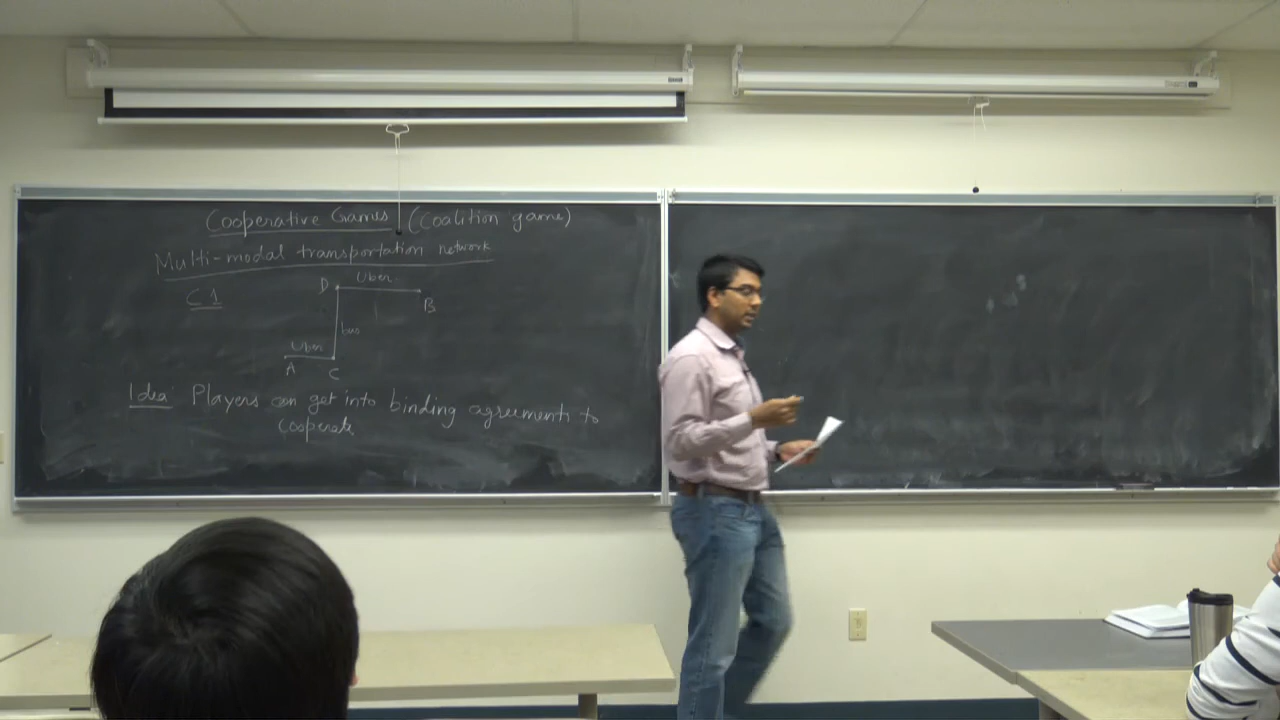 Cooperative Games (Coalition game)
Multi-modal transportation network
C1
D Uber B
bus
Uber
A C
Idea: Players can get into binding agreements to
cooperate